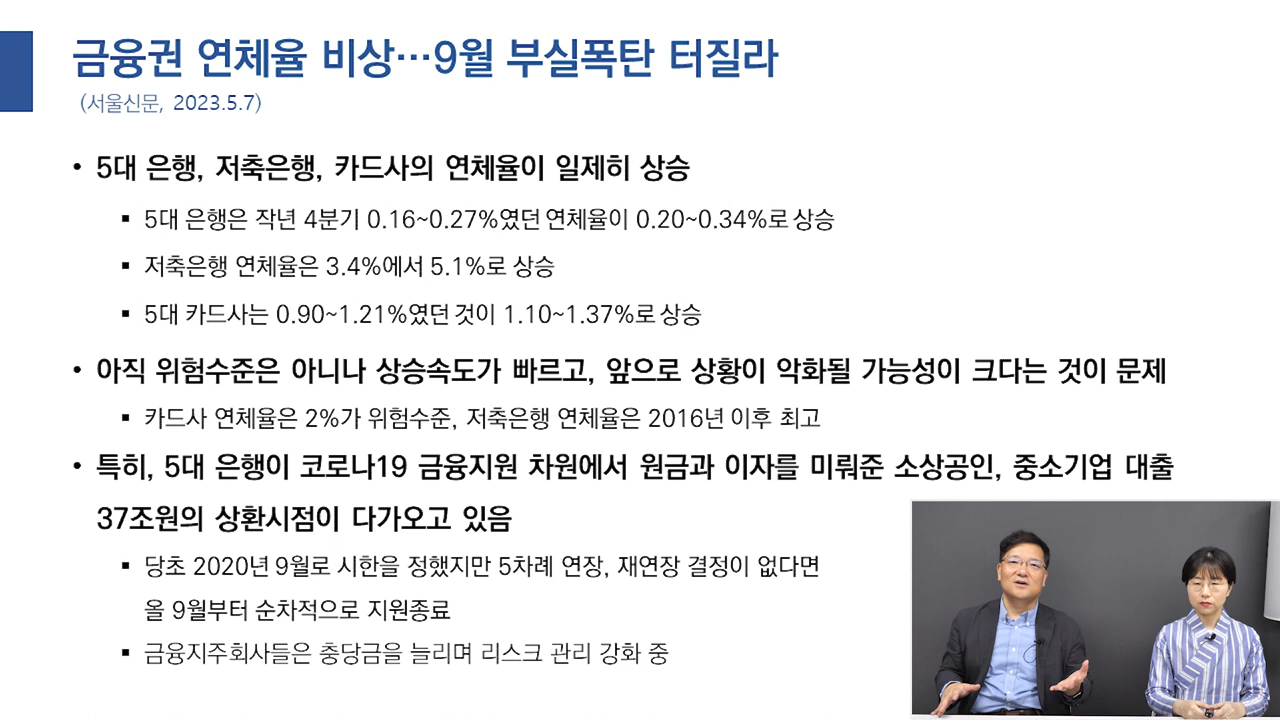 금융권 연체율 비상…9월 부실폭탄 터질라
(서울신문, 2023.5.7)
• 5대 은행, 저축은행, 카드사의 연체율이 일제히 상승
▪ 5대 은행은 작년 4분기 0.16~0.27%였던 연체율이 0.20~0.34%로 상승
▪ 저축은행 연체율은 3.4%에서 5.1%로 상승
▪ 5대 카드사는 0.90~1.21%였던 것이 1.10~1.37%로 상승
• 아직 위험수준은 아니나 상승속도가 빠르고, 앞으로 상황이 악화될 가능성이 크다는 것이 문제
▪ 카드사 연체율은 2%가 위험수준, 저축은행 연체율은 2016년 이후 최고
• 특히, 5대 은행이 코로나19 금융지원 차원에서 원금과 이자를 미뤄준 소상공인, 중소기업 대출
37조원의 상환시점이 다가오고 있음
▪ 당초 2020년 9월로 시한을 정했지만 5차례 연장, 재연장 결정이 없다면
올 9월부터 순차적으로 지원종료
▪ 금융지주회사들은 충당금을 늘리며 리스크 관리 강화 중